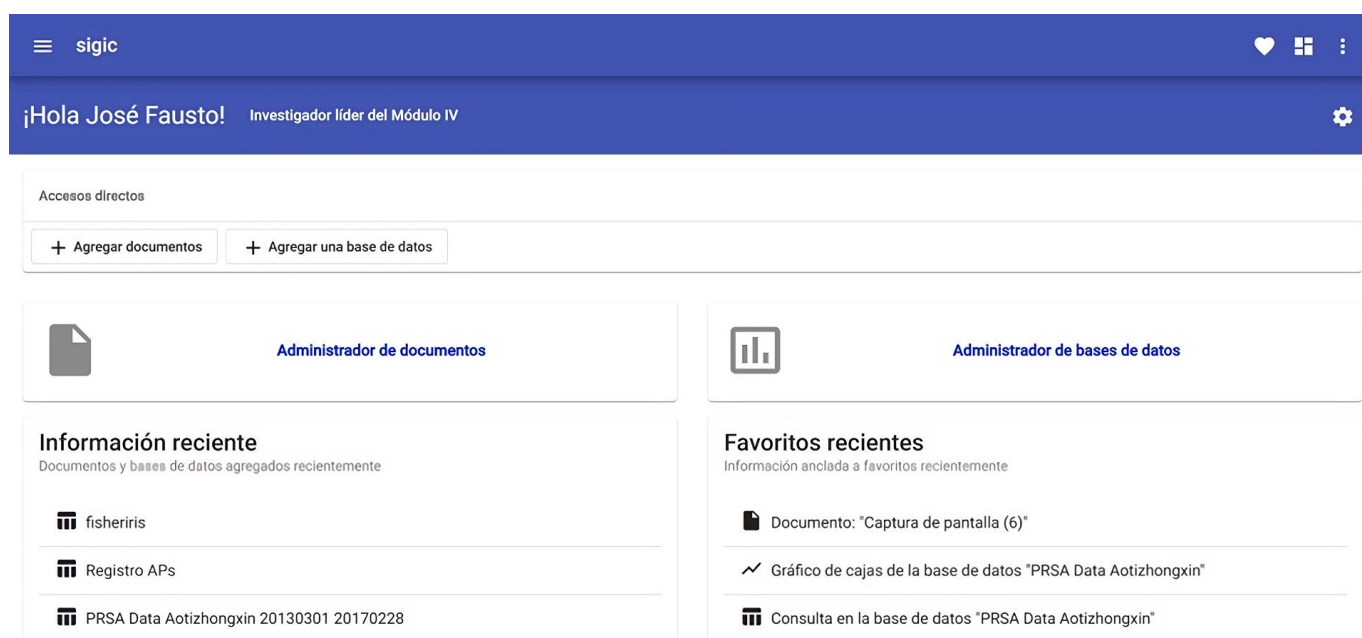 sigic
¡Hola José Fausto! Investigador líder del Módulo IV
Accesos directos
+ Agregar documentos + Agregar una base de datos
Administrador de documentos
Administrador de bases de datos
Información reciente
Documentos y bases de datos agregados recientemente
fisheriris
Registro APs
PRSA Data Aotizhongxin 20130301 20170228
Favoritos recientes
Información anclada a favoritos recientemente
Documento: "Captura de pantalla (6)"
Gráfico de cajas de la base de datos "PRSA Data Aotizhongxin"
Consulta en la base de datos "PRSA Data Aotizhongxin"